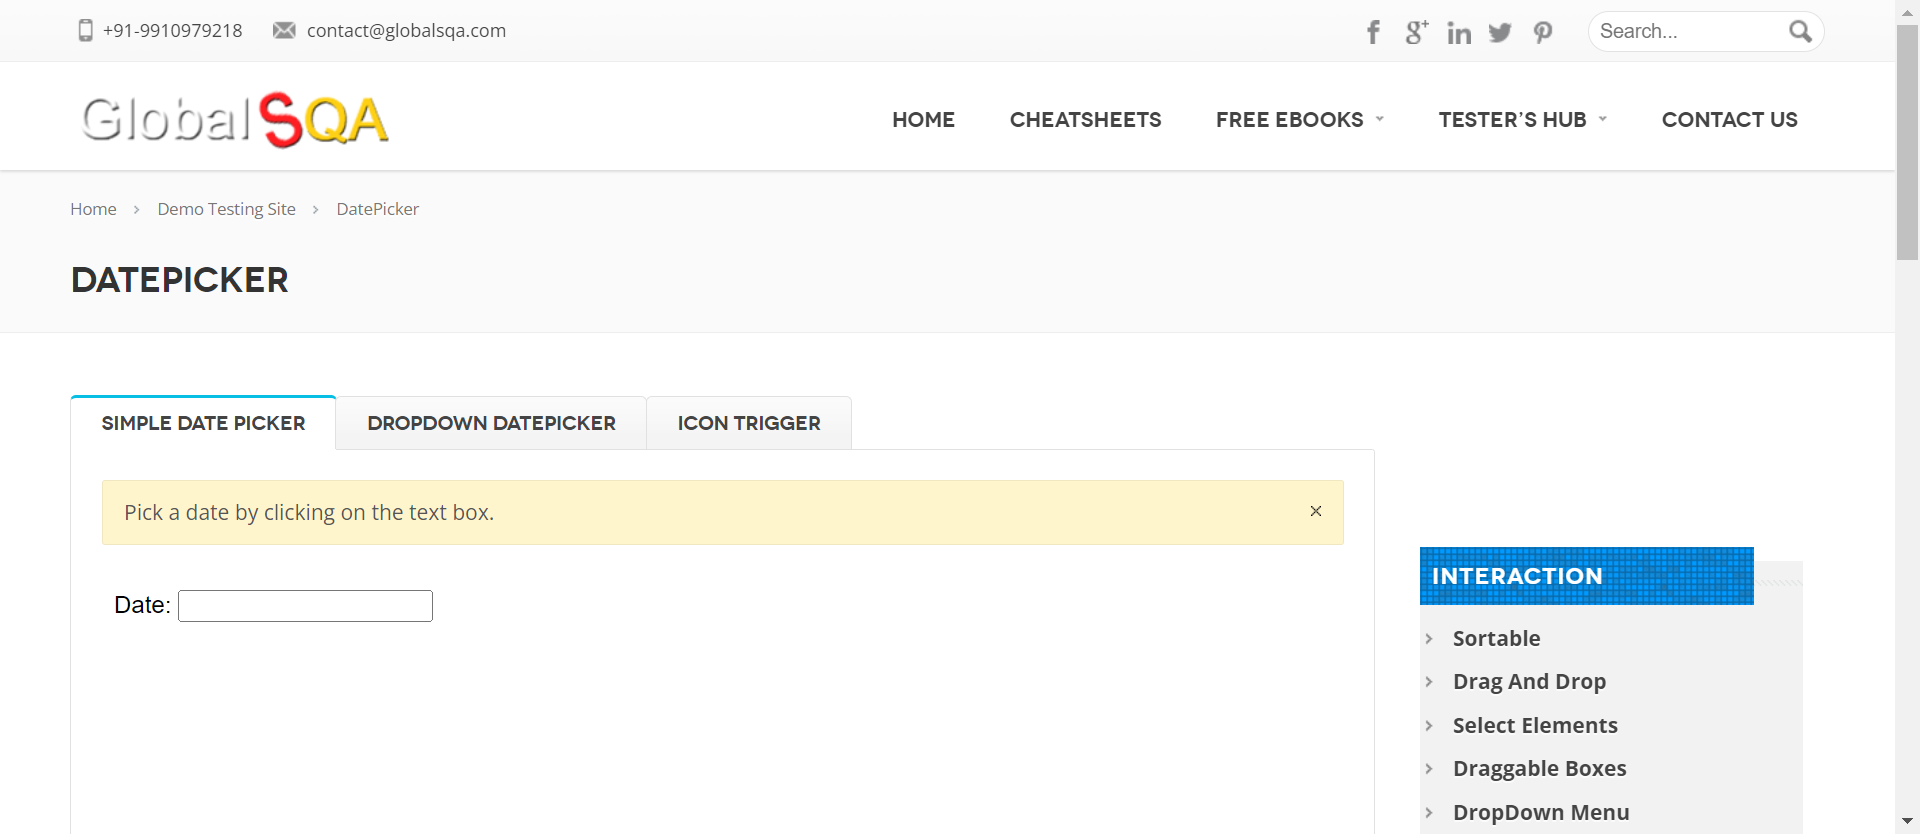 +91-9910979218 contact@globalsqa.com Search...
GlobalSQA
HOME CHEATSHEETS FREE EBOOKS TESTER'S HUB CONTACT US
Home > Demo Testing Site > DatePicker
DATEPICKER
SIMPLE DATE PICKER DROPDOWN DATEPICKER ICON TRIGGER
Pick a date by clicking on the text box. ×
Date:
INTERACTION
Sortable
Drag And Drop
Select Elements
Draggable Boxes
DropDown Menu